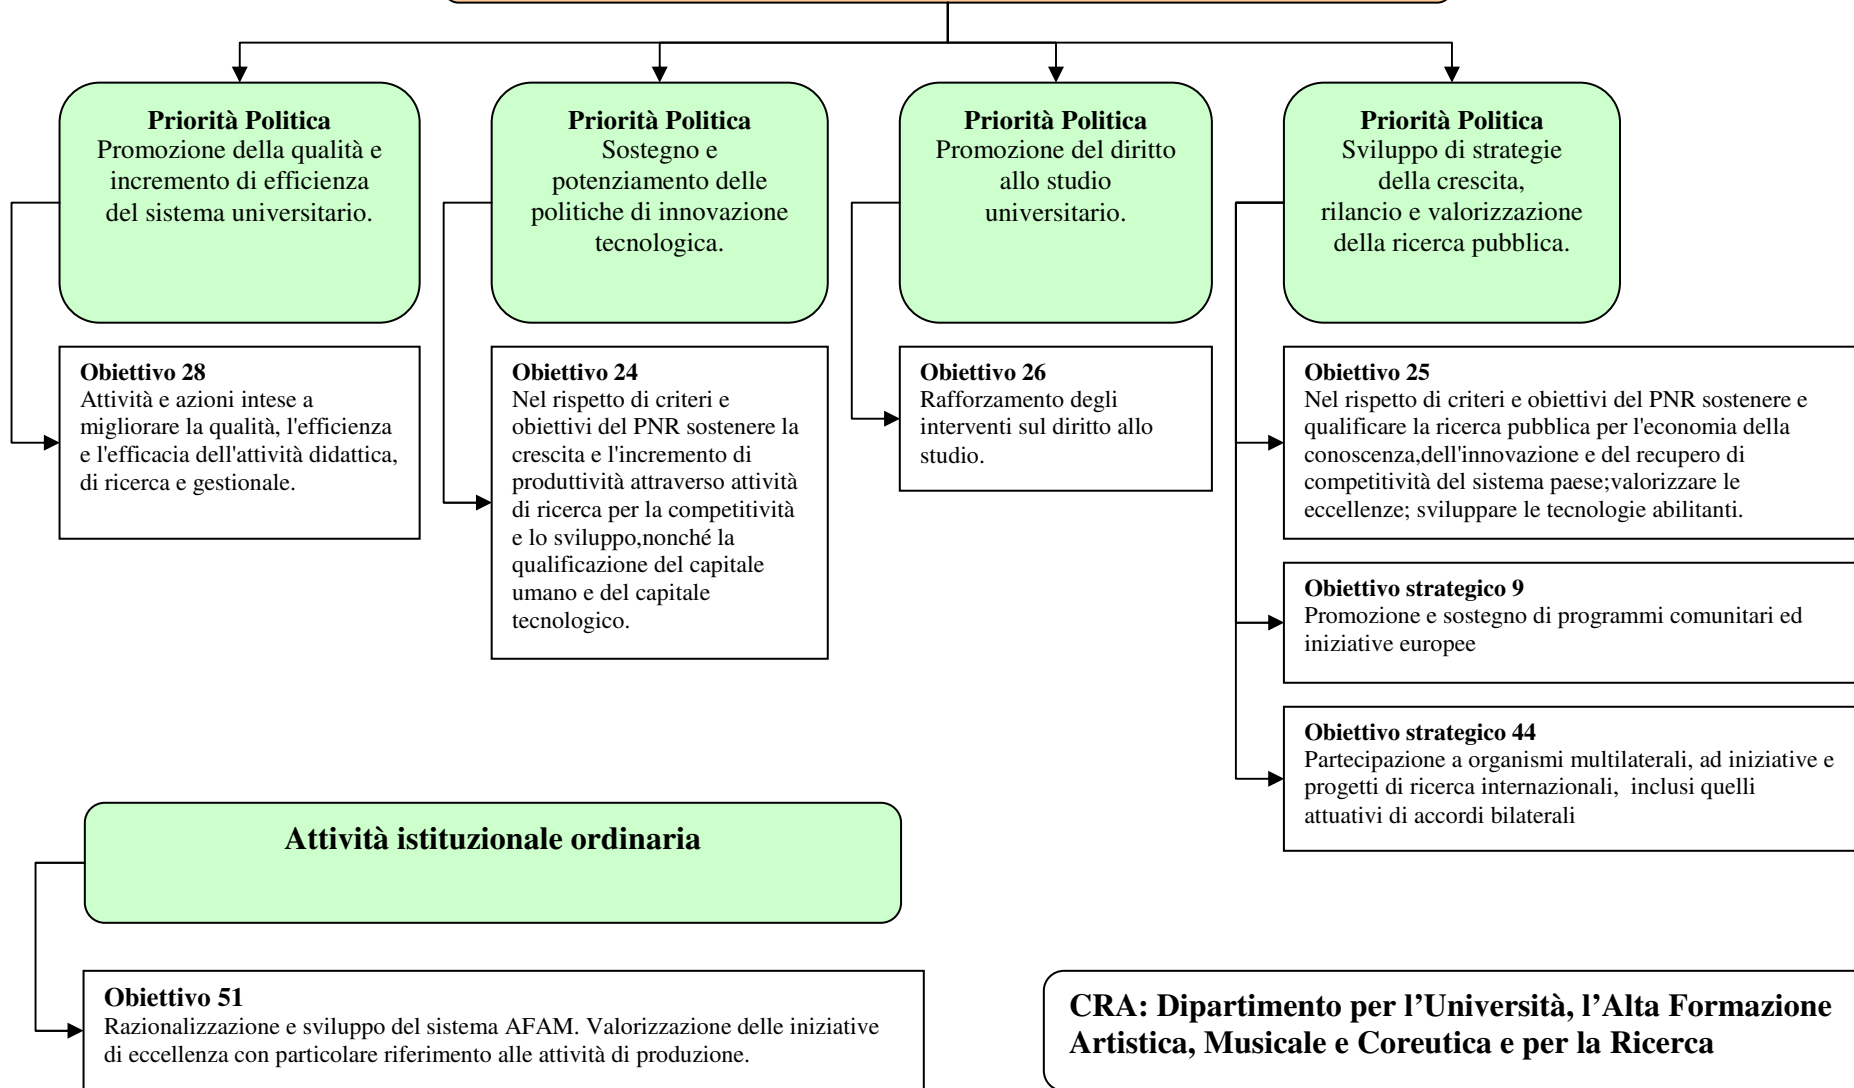 Priorità Politica
Promozione della qualità e
incremento di efficienza
del sistema universitario.
Priorità Politica
Sostegno e
potenziamento delle
politiche di innovazione
tecnologica.
Priorità Politica
Promozione del diritto
allo studio
universitario.
Priorità Politica
Sviluppo di strategie
della crescita,
rilancio e valorizzazione
della ricerca pubblica.
Obiettivo 28
Attività e azioni intese a
migliorare la qualità, l'efficienza
e l'efficacia dell'attività didattica,
di ricerca e gestionale.
Obiettivo 24
Nel rispetto di criteri e
obiettivi del PNR sostenere la
crescita e l'incremento di
produttività attraverso attività
di ricerca per la competitività
e lo sviluppo,nonché la
qualificazione del capitale
umano e del capitale
tecnologico.
Obiettivo 26
Rafforzamento degli
interventi sul diritto allo
studio.
Obiettivo 25
Nel rispetto di criteri e obiettivi del PNR sostenere e
qualificare la ricerca pubblica per l'economia della
conoscenza,dell'innovazione e del recupero di
competitività del sistema paese;valorizzare le
eccellenze; sviluppare le tecnologie abilitanti.
Obiettivo strategico 9
Promozione e sostegno di programmi comunitari ed
iniziative europee
Obiettivo strategico 44
Partecipazione a organismi multilaterali, ad iniziative e
progetti di ricerca internazionali,  inclusi quelli
attuativi di accordi bilaterali
Attività istituzionale ordinaria
Obiettivo 51
Razionalizzazione e sviluppo del sistema AFAM. Valorizzazione delle iniziative
di eccellenza con particolare riferimento alle attività di produzione.
CRA: Dipartimento per l’Università, l’Alta Formazione
Artistica, Musicale e Coreutica e per la Ricerca